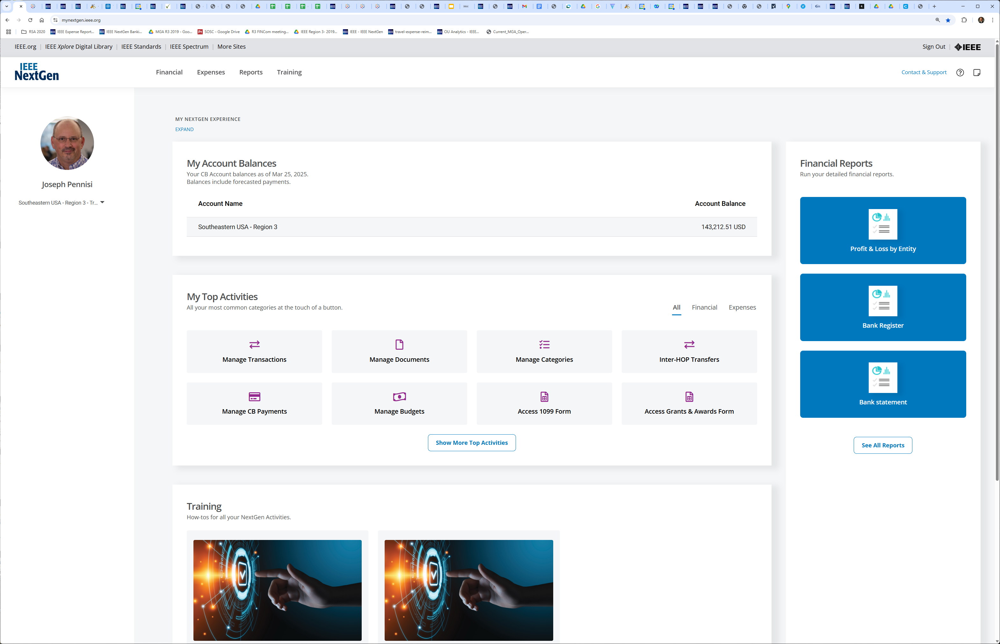 mynextgen.ieee.org
RSA 2020
IEEE Expense Report...
IEEE NextGen Banki...
MGA R3 2019 - Goo...
SOSC - Google Drive
R3 FINCom meeting...
IEEE Region 3- 2019...
IEEE - IEEE NextGen
travel-expense-reim...
OU Analytics - IEEE...
Current_MGA_Oper...
IEEE.org | IEEE Xplore Digital Library | IEEE Standards | IEEE Spectrum | More Sites
Sign Out | IEEE
IEEE
NextGen
Financial
Expenses
Reports
Training
Contact & Support
Joseph Pennisi
Southeastern USA - Region 3 - Tr...
MY NEXTGEN EXPERIENCE
EXPAND
My Account Balances
Your CB Account balances as of Mar 25, 2025.
Balances include forecasted payments.
Account Name
Account Balance
Southeastern USA - Region 3
143,212.51 USD
My Top Activities
All your most common categories at the touch of a button.
All
Financial
Expenses
Manage Transactions
Manage Documents
Manage Categories
Inter-HOP Transfers
Manage CB Payments
Manage Budgets
Access 1099 Form
Access Grants & Awards Form
Show More Top Activities
Training
How-tos for all your NextGen Activities.
Financial Reports
Run your detailed financial reports.
Profit & Loss by Entity
Bank Register
Bank statement
See All Reports